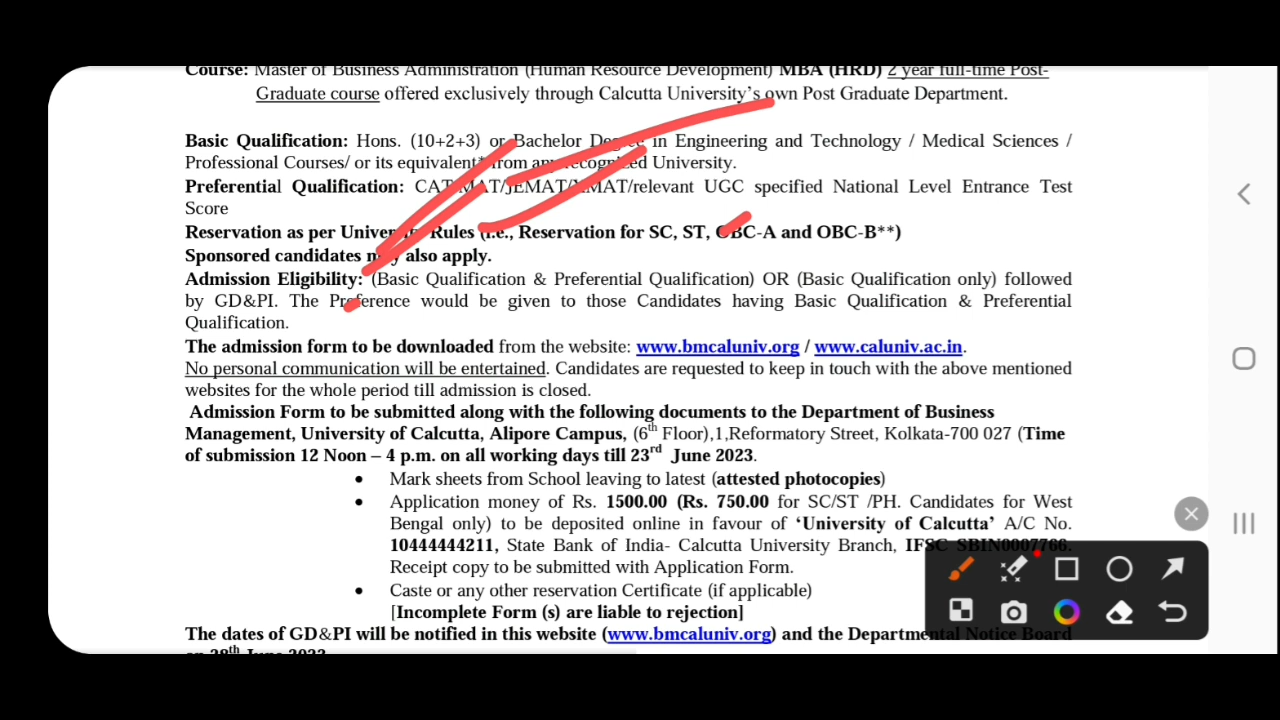 Course: Master of Business Administration (Human Resource Development) MBA (HRD) 2 year full-time Post-
Graduate course offered exclusively through Calcutta University's own Post Graduate Department.
Basic Qualification: Hons. (10+2+3) or Bachelor Degree in Engineering and Technology / Medical Sciences /
Professional Courses/ or its equivalent* from any recognized University.
Preferential Qualification: CAT/MAT/JEMAT/XMAT/relevant UGC specified National Level Entrance Test
Score
Reservation as per University Rules (i.e., Reservation for SC, ST, OBC-A and OBC-B**)
Sponsored candidates may also apply.
Admission Eligibility: (Basic Qualification & Preferential Qualification) OR (Basic Qualification only) followed
by GD&PI. The Preference would be given to those Candidates having Basic Qualification & Preferential
Qualification.
The admission form to be downloaded from the website: www.bmcaluniv.org / www.caluniv.ac.in.
No personal communication will be entertained. Candidates are requested to keep in touch with the above mentioned
websites for the whole period till admission is closed.
Admission Form to be submitted along with the following documents to the Department of Business
Management, University of Calcutta, Alipore Campus, (6th Floor),1,Reformatory Street, Kolkata-700 027 (Time
of submission 12 Noon – 4 p.m. on all working days till 23rd June 2023.
• Mark sheets from School leaving to latest (attested photocopies)
• Application money of Rs. 1500.00 (Rs. 750.00 for SC/ST /PH. Candidates for West
Bengal only) to be deposited online in favour of ‘University of Calcutta’ A/C No.
10444444211, State Bank of India- Calcutta University Branch, IFSC SBIN0007766.
Receipt copy to be submitted with Application Form.
• Caste or any other reservation Certificate (if applicable)
[Incomplete Form (s) are liable to rejection]
The dates of GD&PI will be notified in this website (www.bmcaluniv.org) and the Departmental Notice Board
on 28th June 2023